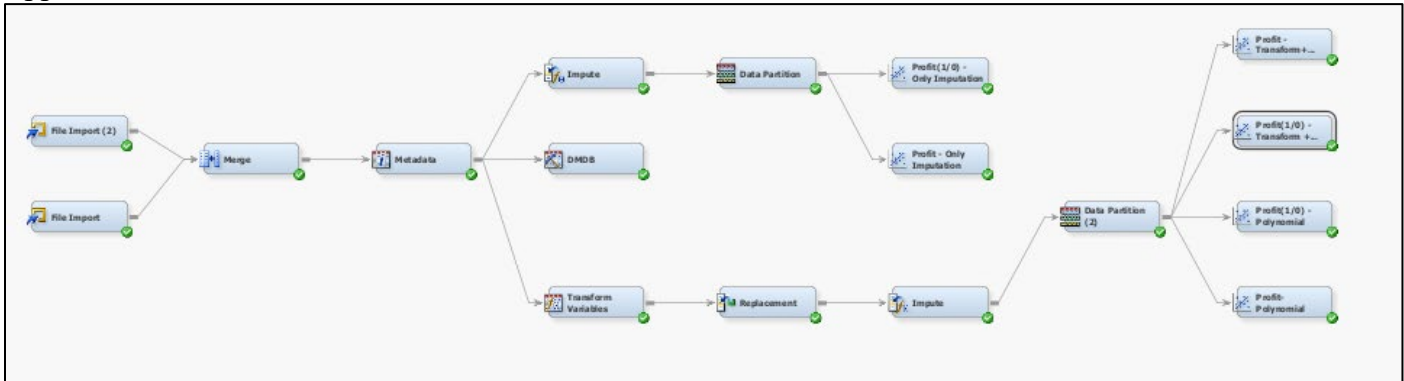 File Import (2)
File Import
Merge
Metadata
Impute
DMDB
Transform
Variables
Data Partition
Replacement
Profit(1/0) -
Only Imputation
Profit - Only
Imputation
Impute
Data Partition
(2)
Profit -
Transform+...
Profit(1/0) -
Transform +...
Profit(1/0) -
Polynomial
Profit-
Polynomial